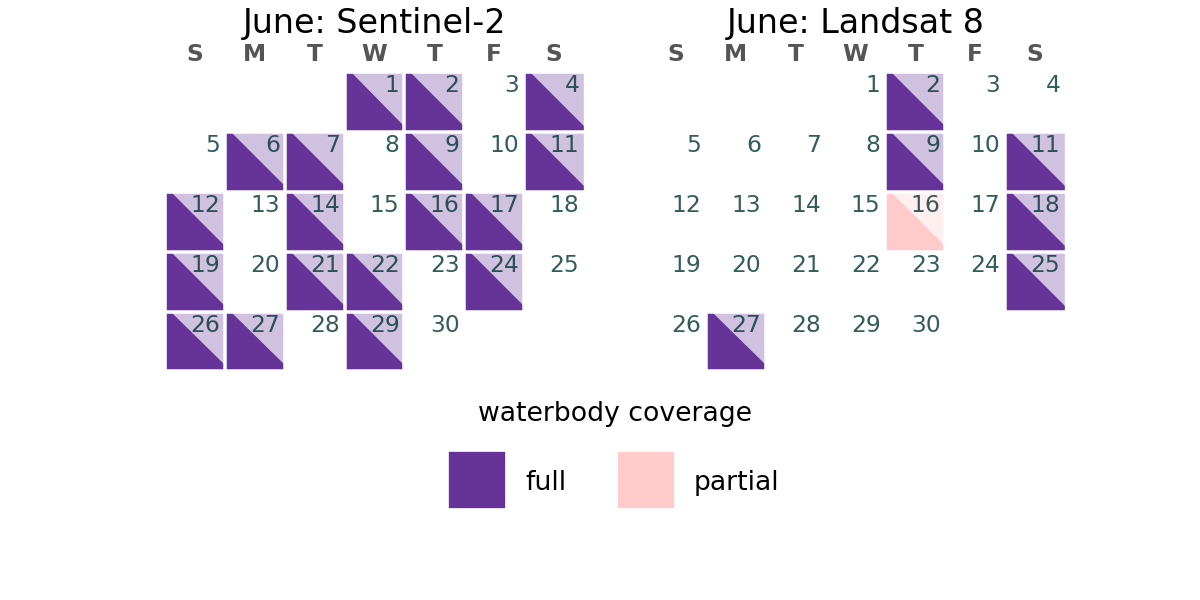 June: Sentinel-2
S M T W T F S
1 2 3 4
5 6 7 8 9 10 11
12 13 14 15 16 17 18
19 20 21 22 23 24 25
26 27 28 29 30
June: Landsat 8
S M T W T F S
1 2 3 4
5 6 7 8 9 10 11
12 13 14 15 16 17 18
19 20 21 22 23 24 25
26 27 28 29 30
waterbody coverage
full partial